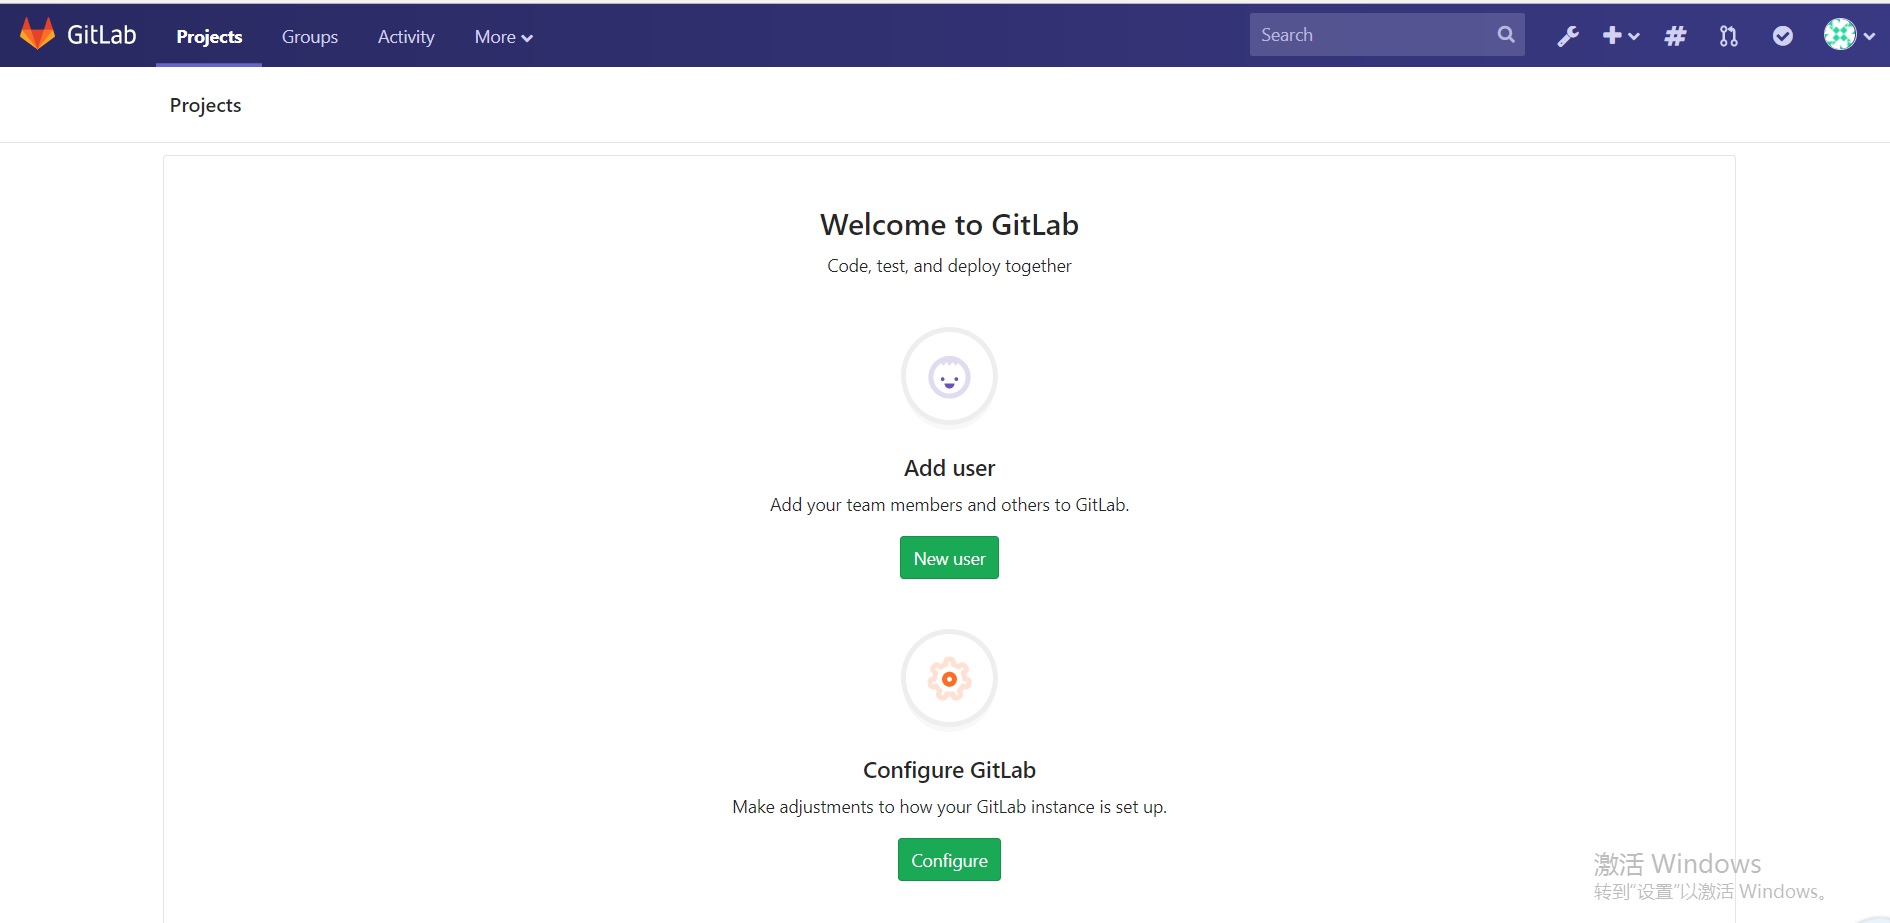 GitLab
Projects
Groups
Activity
More
Search
Projects
Welcome to GitLab
Code, test, and deploy together
Add user
Add your team members and others to GitLab.
New user
Configure GitLab
Make adjustments to how your GitLab instance is set up.
Configure
激活 Windows
转到“设置”以激活 Windows。